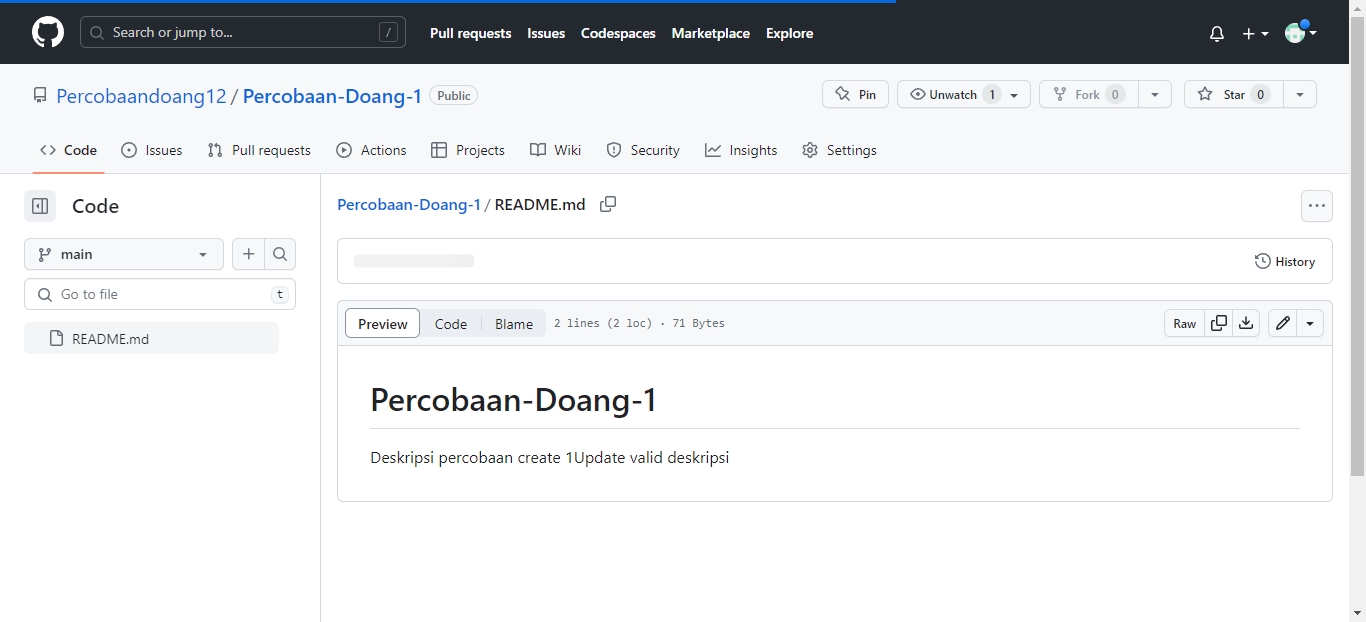 Search or jump to... /
Pull requests Issues Codespaces Marketplace Explore
Percobaandoang12 / Percobaan-Doang-1 Public
Pin Unwatch 1 Fork 0 Star 0
Code Issues Pull requests Actions Projects Wiki Security Insights Settings
Code
main
Go to file t
README.md
Percobaan-Doang-1 / README.md
History
Preview Code Blame 2 lines (2 loc) · 71 Bytes Raw
Percobaan-Doang-1
Deskripsi percobaan create 1Update valid deskripsi